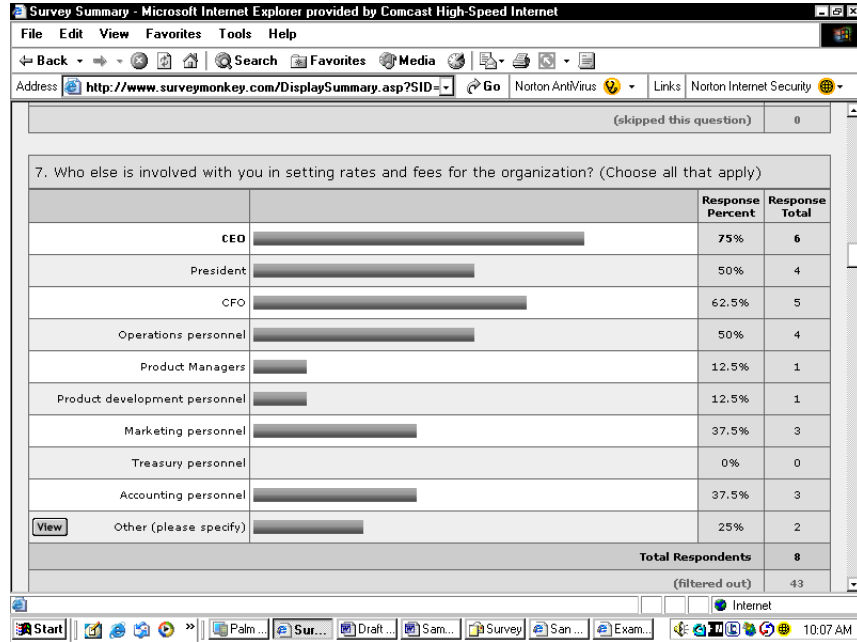 Survey Summary - Microsoft Internet Explorer provided by Comcast High-Speed Internet
File Edit View Favorites Tools Help
Back Search Favorites Media
Address http://www.surveymonkey.com/DisplaySummary.asp?SID= Go Norton AntiVirus Links Norton Internet Security
(skipped this question) 0
7. Who else is involved with you in setting rates and fees for the organization? (Choose all that apply)
Response Percent Response Total
CEO 75% 6
President 50% 4
CFO 62.5% 5
Operations personnel 50% 4
Product Managers 12.5% 1
Product development personnel 12.5% 1
Marketing personnel 37.5% 3
Treasury personnel 0% 0
Accounting personnel 37.5% 3
View Other (please specify) 25% 2
Total Respondents 8
(filtered out) 43
Internet
Start » Palm ... Sur... Draft ... Sam... Survey San ... Exam... 10:07 AM